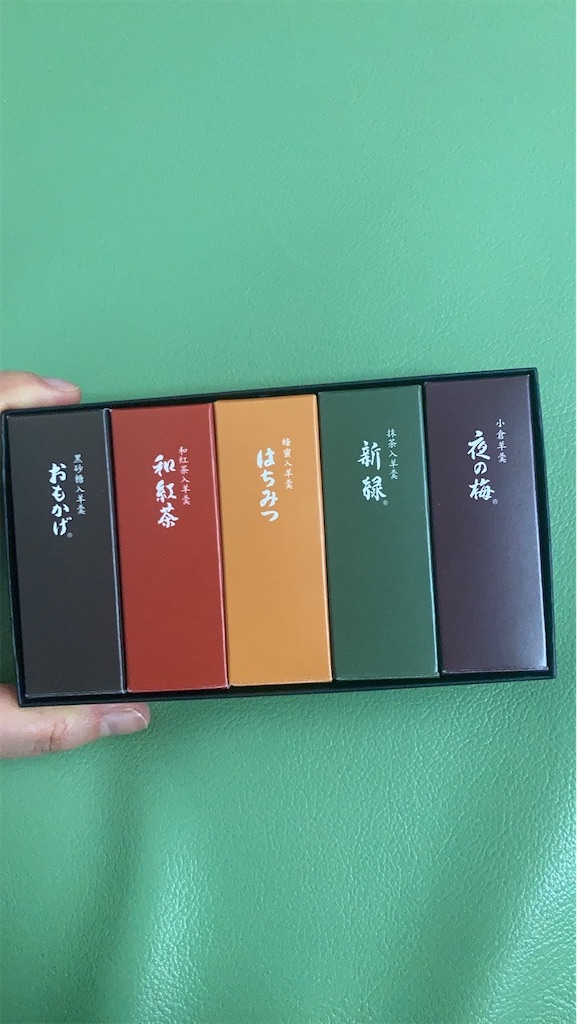 小倉羊羹
夜の梅®
抹茶入羊羹
新緑®
蜂蜜入羊羹
はちみつ
和紅茶入羊羹
和紅茶
黒砂糖入羊羹
おもかげ®